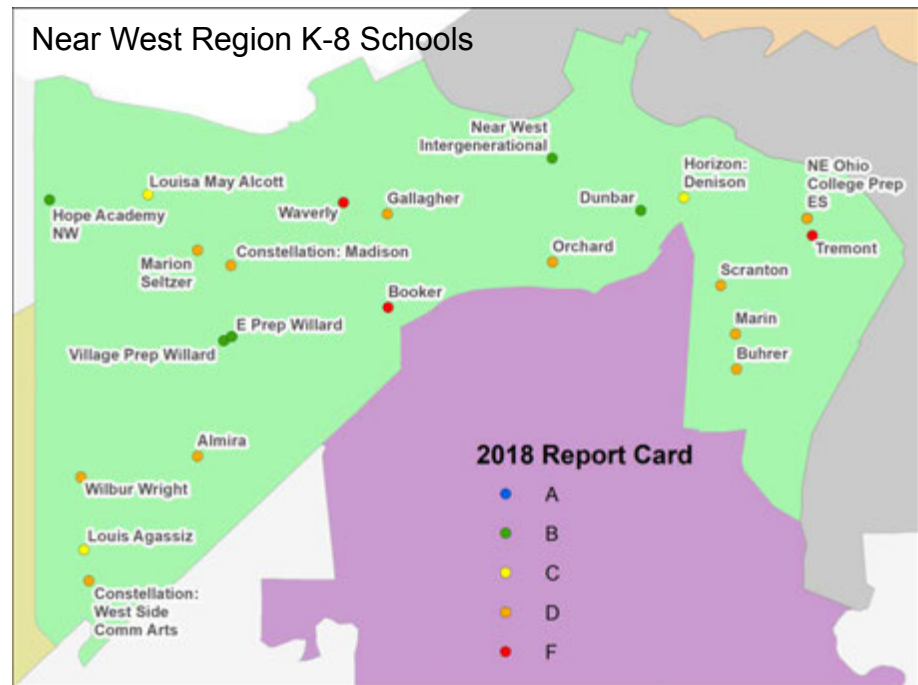 Near West Region K-8 Schools
Near West
Intergenerational
Louisa May Alcott
Horizon:
Denison
NE Ohio
College Prep
ES
Hope Academy
NW
Waverly
Gallagher
Dunbar
Tremont
Marion
Seltzer
Constellation: Madison
Orchard
Scranton
Booker
Marin
E Prep Willard
Village Prep Willard
Buhrer
Almira
Wilbur Wright
Louis Agassiz
Constellation:
West Side
Comm Arts
2018 Report Card
A
B
C
D
F